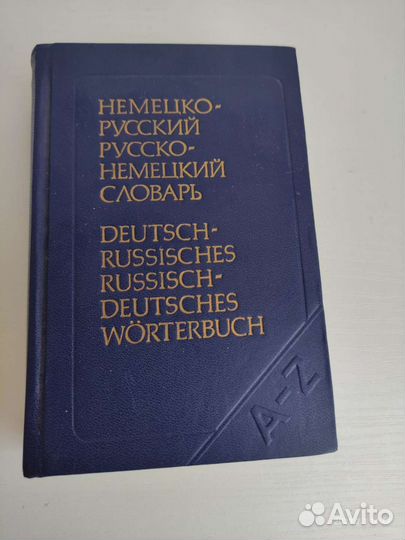 НЕМЕЦКО-
РУССКИЙ
РУССКО-
НЕМЕЦКИЙ
СЛОВАРЬ
DEUTSCH-
RUSSISCHES
RUSSISCH-
DEUTSCHES
WÖRTERBUCH
A-Z
Avito